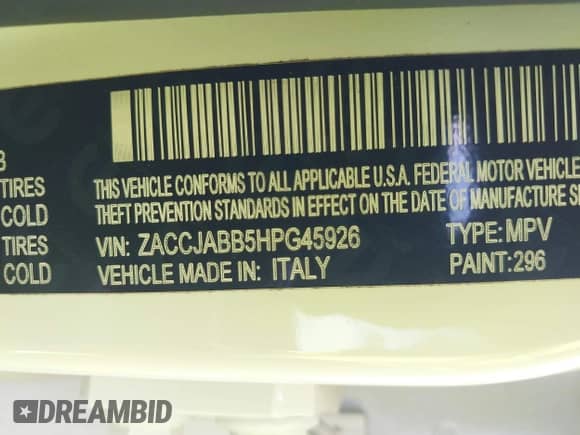 B
TIRES
COLD
TIRES
COLD
THIS VEHICLE CONFORMS TO ALL APPLICABLE U.S.A. FEDERAL MOTOR VEHICLE
THEFT PREVENTION STANDARDS IN EFFECT ON THE DATE OF MANUFACTURE
VIN: ZACCJABB5HPG45926 TYPE: MPV
VEHICLE MADE IN: ITALY PAINT: 296
DREAMBID